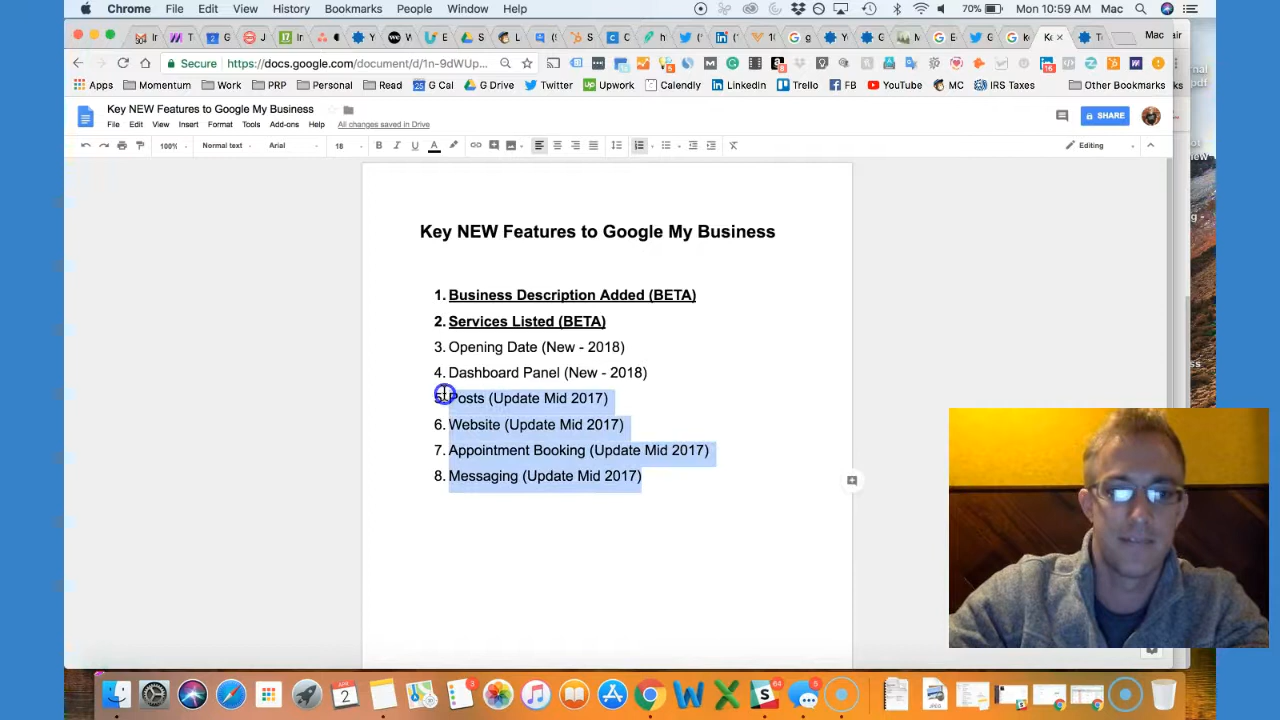 Chrome File Edit View History Bookmarks People Window Help 70% Mon 10:59 AM Mac
Secure https://docs.google.com/document/d/1n-9dWUp...
Apps Momentum Work PRP Personal Read G Cal G Drive Twitter Upwork Calendly LinkedIn Trello FB YouTube MC IRS Taxes Other Bookmarks
Key NEW Features to Google My Business
File Edit View Insert Format Tools Add-ons Help All changes saved in Drive
SHARE
100% Normal text Arial 18 B I U A Editing
Key NEW Features to Google My Business
1. Business Description Added (BETA)
2. Services Listed (BETA)
3. Opening Date (New - 2018)
4. Dashboard Panel (New - 2018)
5. Posts (Update Mid 2017)
6. Website (Update Mid 2017)
7. Appointment Booking (Update Mid 2017)
8. Messaging (Update Mid 2017)